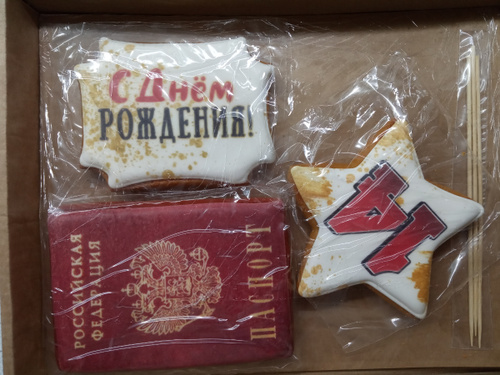 С Днём
РОЖДЕНИЯ!
РОССИЙСКАЯ
ФЕДЕРАЦИЯ
ПАСПОРТ
14